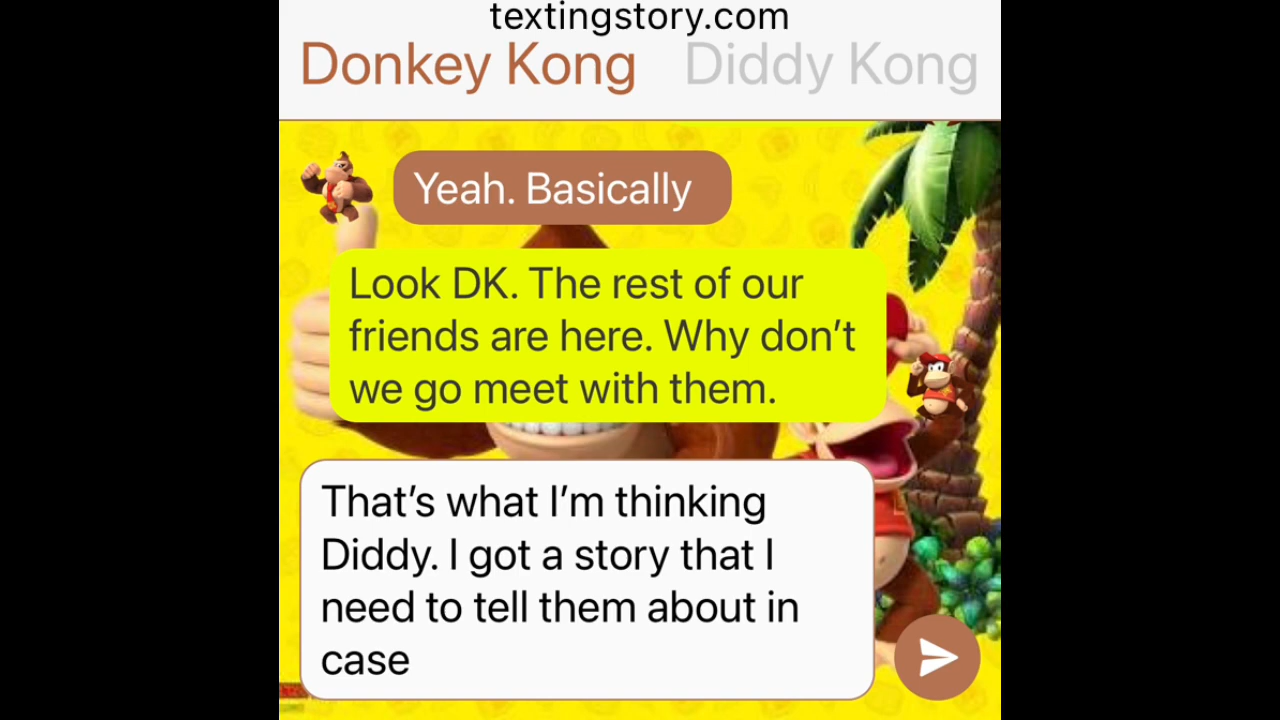 textingstory.com
Donkey Kong Diddy Kong
Yeah. Basically
Look DK. The rest of our
friends are here. Why don’t
we go meet with them.
That’s what I’m thinking
Diddy. I got a story that I
need to tell them about in
case